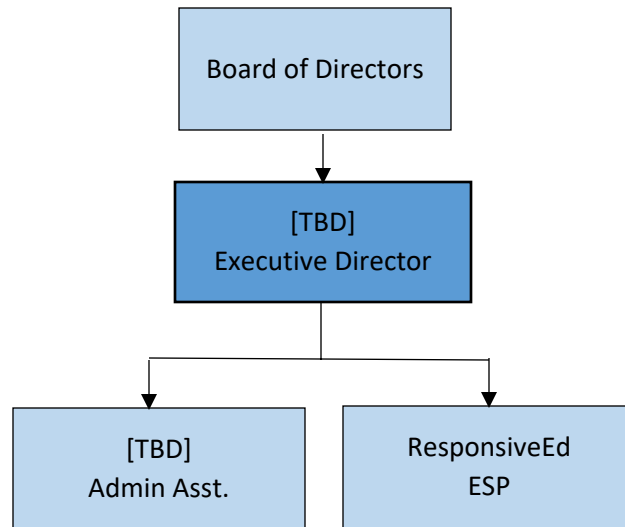 Board of Directors
[TBD]
Executive Director
[TBD]
Admin Asst.
ResponsiveEd
ESP